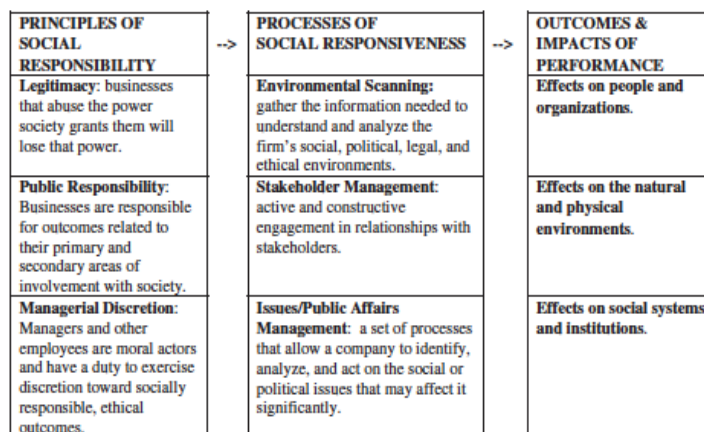 PRINCIPLES OF
SOCIAL
RESPONSIBILITY
-->
PROCESSES OF
SOCIAL RESPONSIVENESS
-->
OUTCOMES &
IMPACTS OF
PERFORMANCE
Legitimacy: businesses
that abuse the power
society grants them will
lose that power.
Environmental Scanning:
gather the information needed to
understand and analyze the
firm's social, political, legal, and
ethical environments.
Effects on people and
organizations.
Public Responsibility:
Businesses are responsible
for outcomes related to
their primary and
secondary areas of
involvement with society.
Stakeholder Management:
active and constructive
engagement in relationships with
stakeholders.
Effects on the natural
and physical
environments.
Managerial Discretion:
Managers and other
employees are moral actors
and have a duty to exercise
discretion toward socially
responsible, ethical
outcomes.
Issues/Public Affairs
Management: a set of processes
that allow a company to identify,
analyze, and act on the social or
political issues that may affect it
significantly.
Effects on social systems
and institutions.